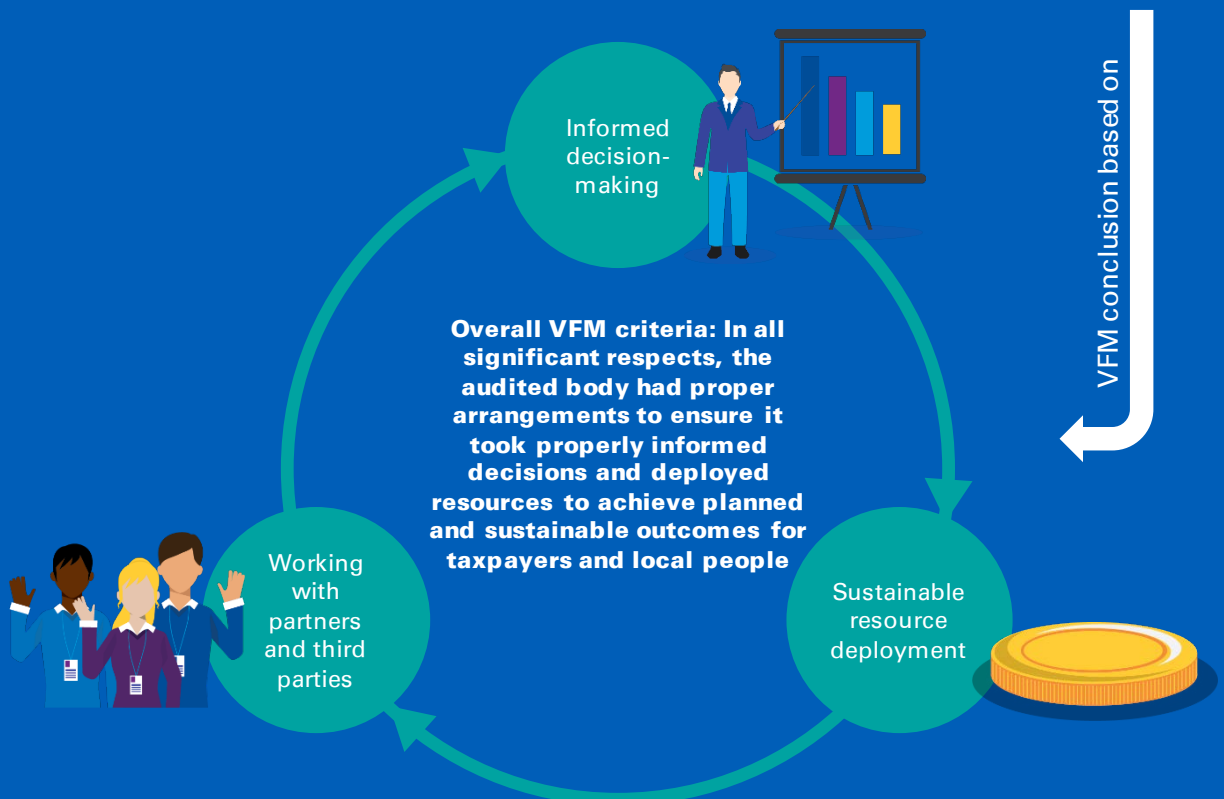 Informed
decision-
making
VFM conclusion based on
Overall VFM criteria: In all
significant respects, the
audited body had proper
arrangements to ensure it
took properly informed
decisions and deployed
resources to achieve planned
and sustainable outcomes for
taxpayers and local people
Working
with
partners
and third
parties
Sustainable
resource
deployment